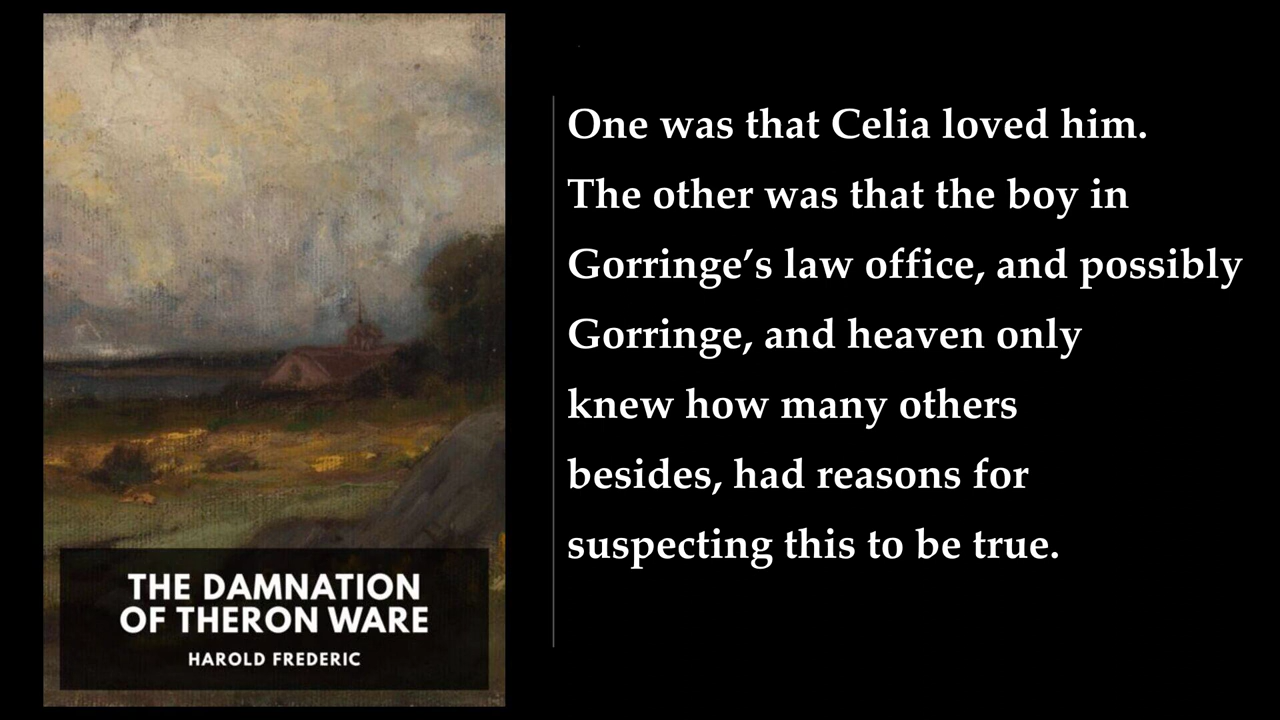 THE DAMNATION
OF THERON WARE
HAROLD FREDERIC
One was that Celia loved him.
The other was that the boy in
Gorringe’s law office, and possibly
Gorringe, and heaven only
knew how many others
besides, had reasons for
suspecting this to be true.